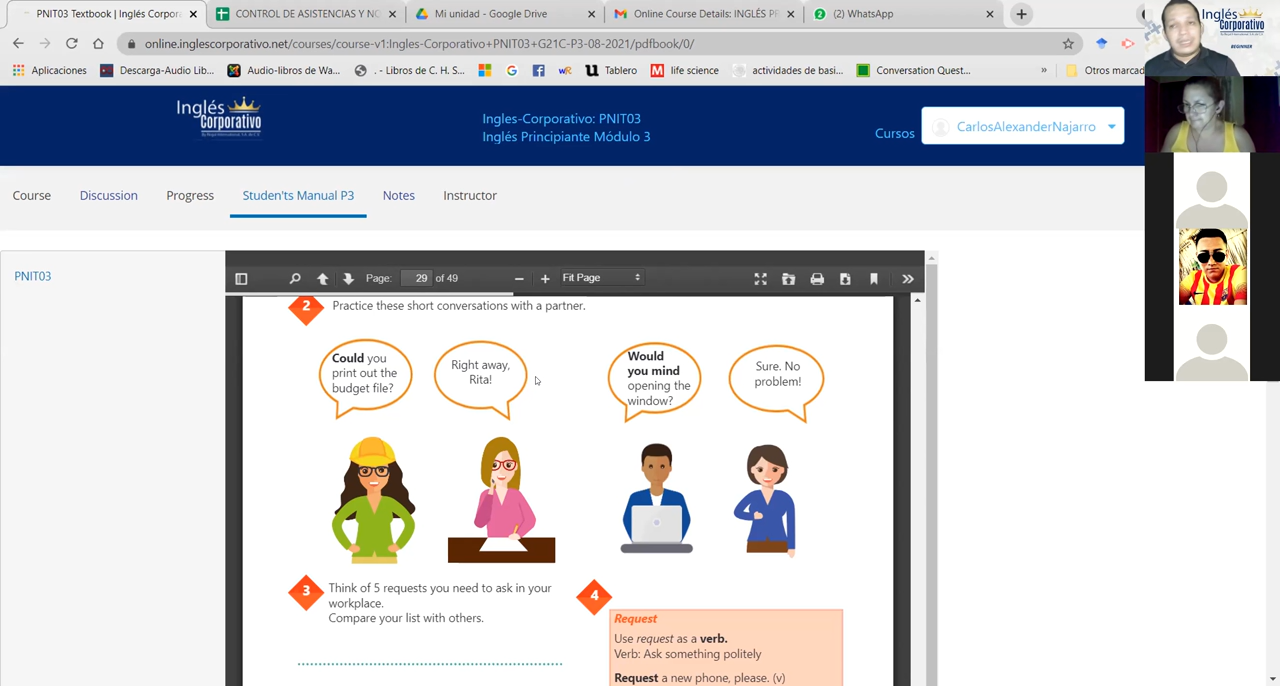 PNIT03 Textbook | Inglés Corpor
CONTROL DE ASISTENCIAS Y NO
Mi unidad - Google Drive
Online Course Details: INGLÉS PR
(2) WhatsApp
online.inglescorporativo.net/courses/course-v1:Ingles-Corporativo+PNIT03+G21C-P3-08-2021/pdfbook/0/
Aplicaciones
Descarga-Audio Lib...
Audio-libros de Wa...
. - Libros de C. H. S...
Tablero
life science
actividades de basi...
Conversation Quest...
»
Otros marcad
Inglés
Corporativo
BEGINNER
Inglés
Corporativo
Ingles-Corporativo: PNIT03
Inglés Principiante Módulo 3
Cursos
CarlosAlexanderNajarro
Course
Discussion
Progress
Studen'ts Manual P3
Notes
Instructor
PNIT03
Page: 29 of 49
Fit Page
2
Practice these short conversations with a partner.
Could you
print out the
budget file?
Right away,
Rita!
Would
you mind
opening the
window?
Sure. No
problem!
3
Think of 5 requests you need to ask in your
workplace.
Compare your list with others.
4
Request
Use request as a verb.
Verb: Ask something politely
Request a new phone, please. (v)